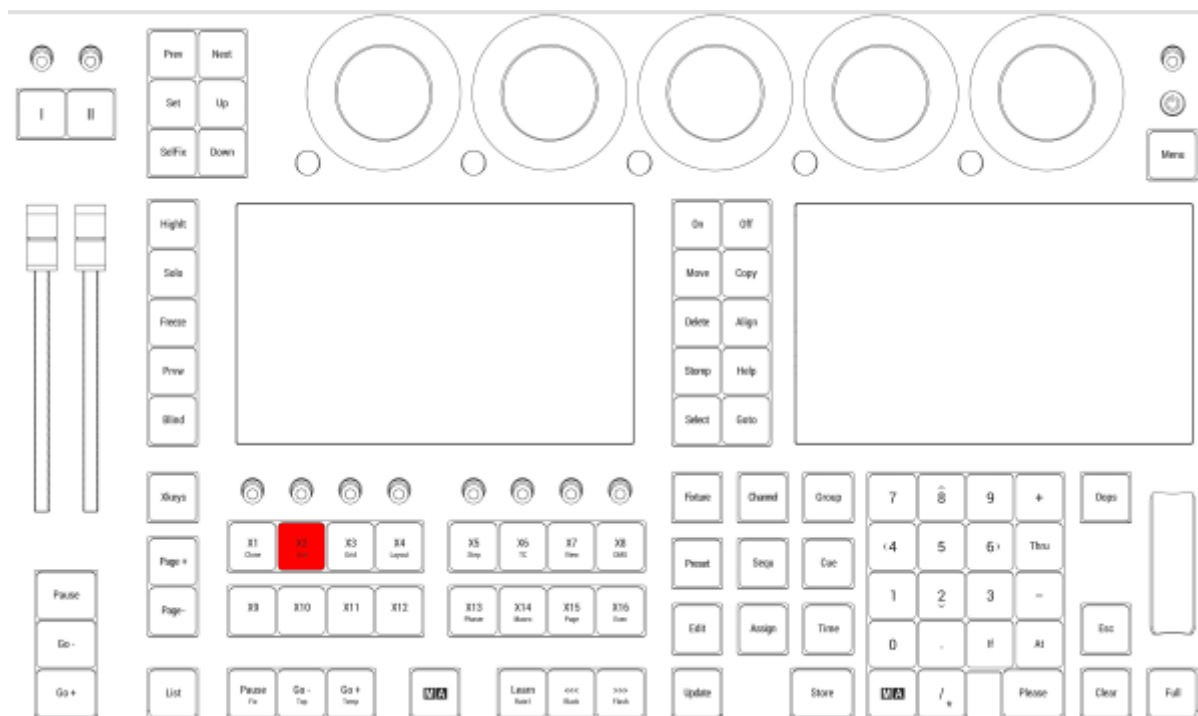 Prev Next
I II
Set Up
SelFix Down
Menu
Highlt
On Off
Solo
Move Copy
Freeze
Delete Align
Prvw
Stomp Help
Blind
Select Goto
Xkeys
Fixture Channel Group
7 8 9 +
Oops
X1 X2 X3 X4 X5 X6 X7 X8
Clone Grid Layout Step TC View DMX
Page +
Preset Sequ Cue
4 5 6 Thru
Page-
X9 X10 X11 X12 X13 X14 X15 X16
Phaser Macro Page Exec
1 2 3 -
Pause
Edit Assign Time
Esc
Go -
0 . If At
Go +
List
Pause Go - Go +
Fix Top Temp
MA
Learn <<< >>>
Rate1 Black Flash
Update Store
MA / * Please
Clear Full